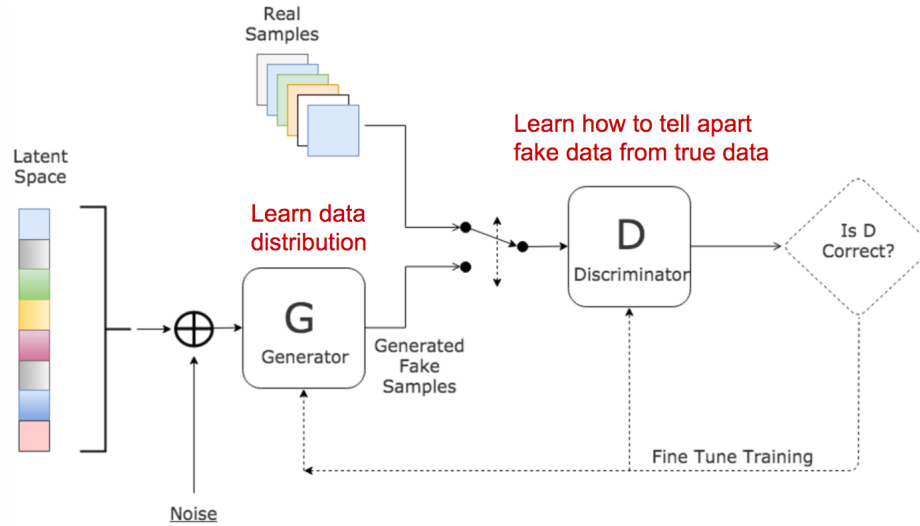 Real
Samples
Learn how to tell apart
fake data from true data
Latent
Space
Learn data
distribution
Is D
Correct?
D
Discriminator
G
Generator
Generated
Fake
Samples
Fine Tune Training
Noise